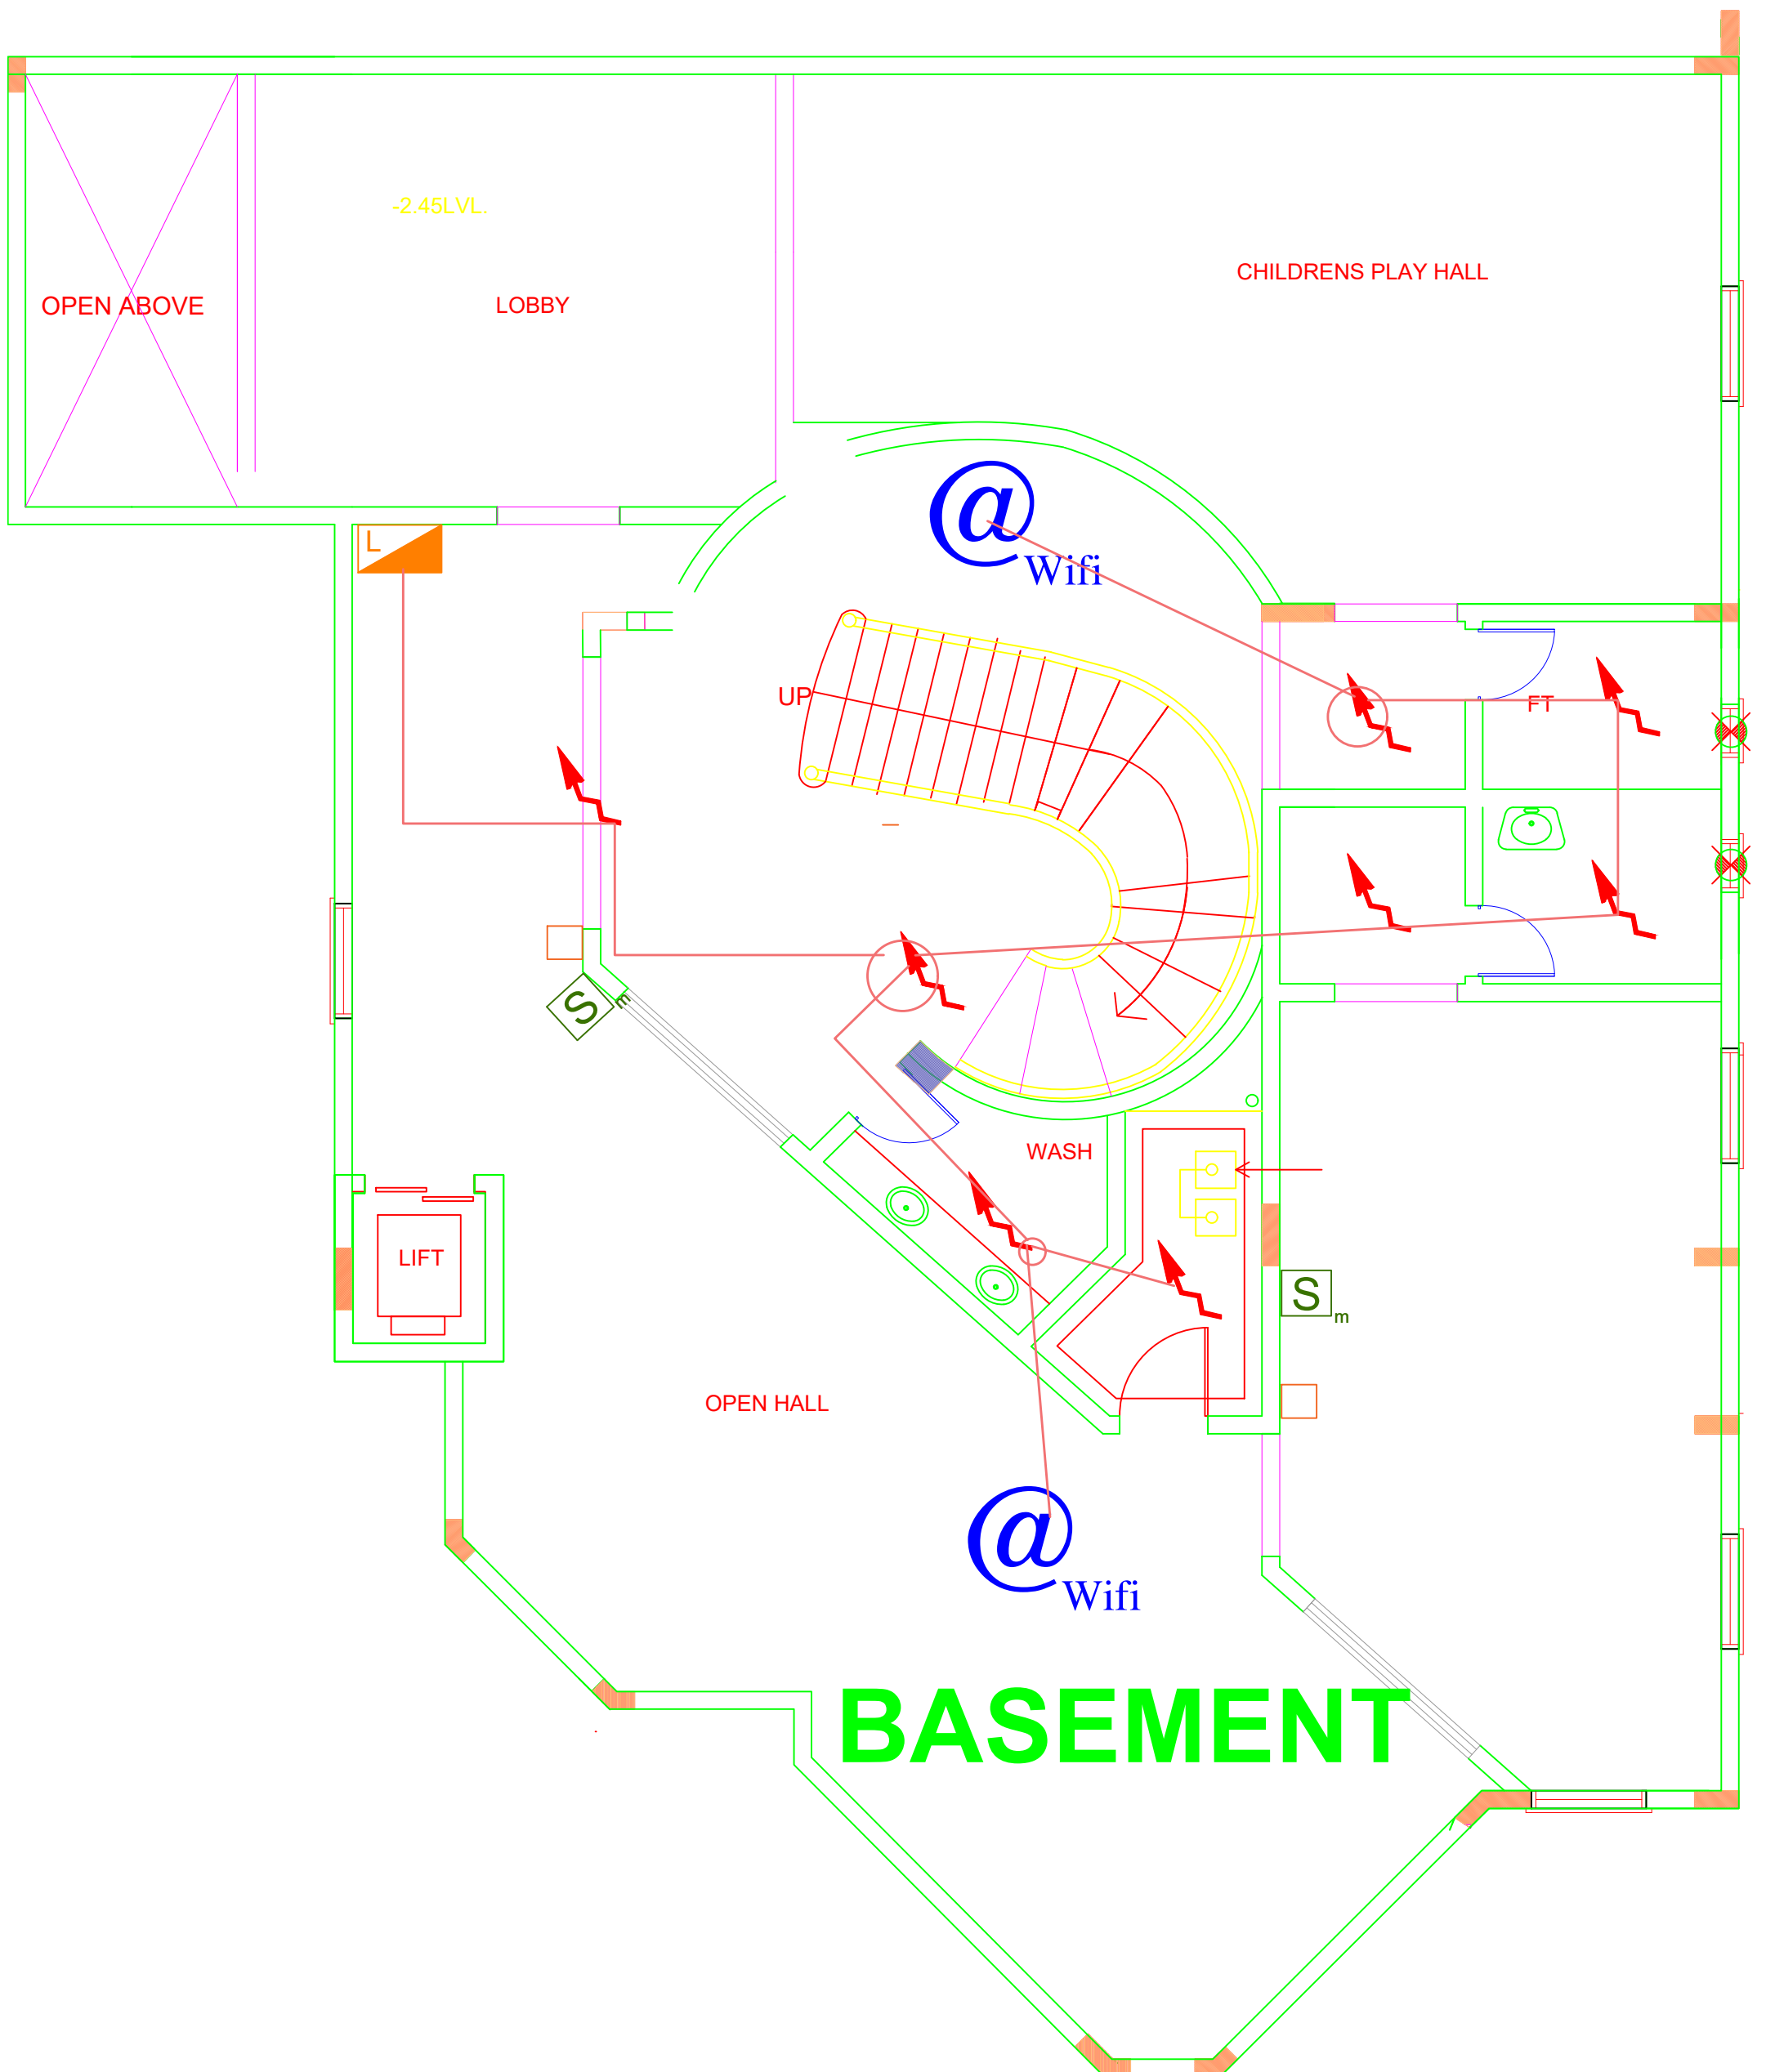 -2.45LVL.
CHILDRENS PLAY HALL
OPEN ABOVE
LOBBY
L
@
Wifi
UP
FT
S
m
WASH
LIFT
S
m
OPEN HALL
@
Wifi
BASEMENT